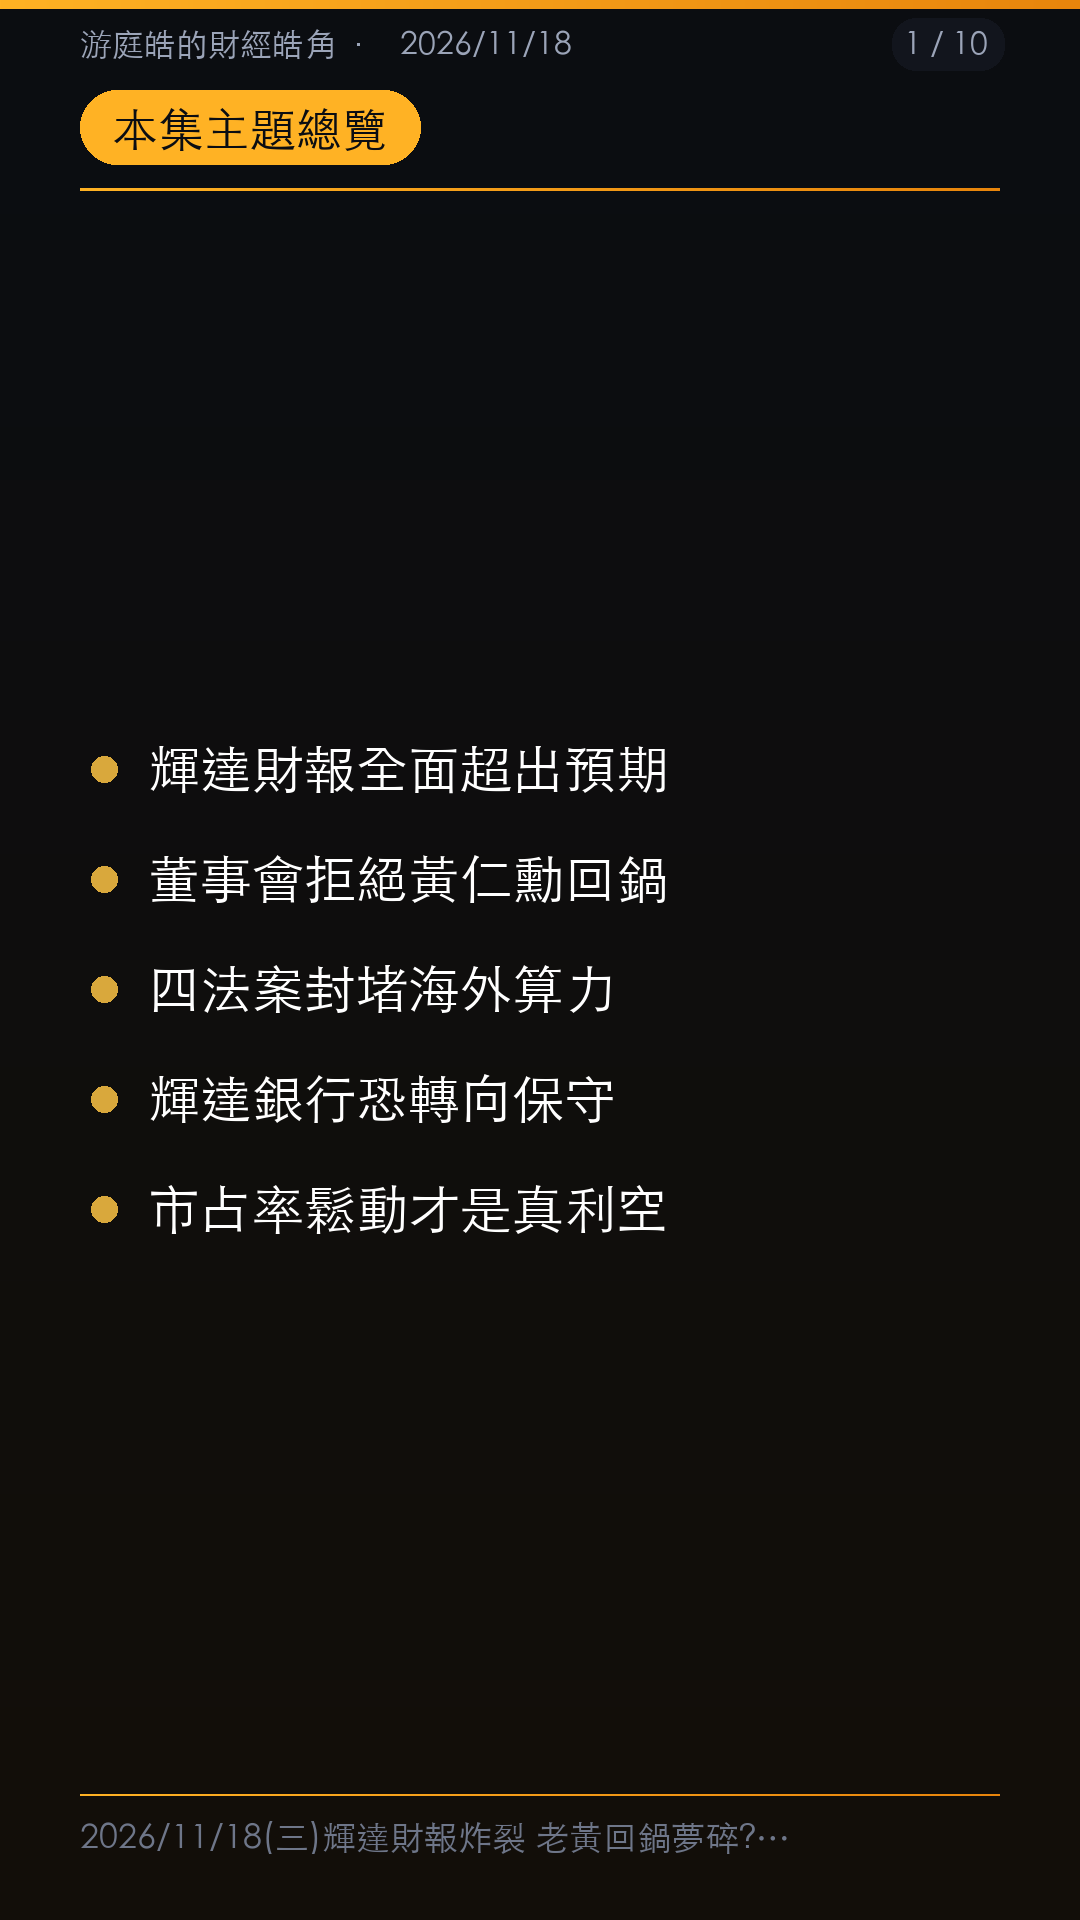 游庭皓的財經皓角 · 2026/11/18
1 / 10
本集主題總覽
輝達財報全面超出預期
董事會拒絕黃仁勳回鍋
四法案封堵海外算力
輝達銀行恐轉向保守
市占率鬆動才是真利空
2026/11/18(三)輝達財報炸裂 老黃回鍋夢碎?⋯